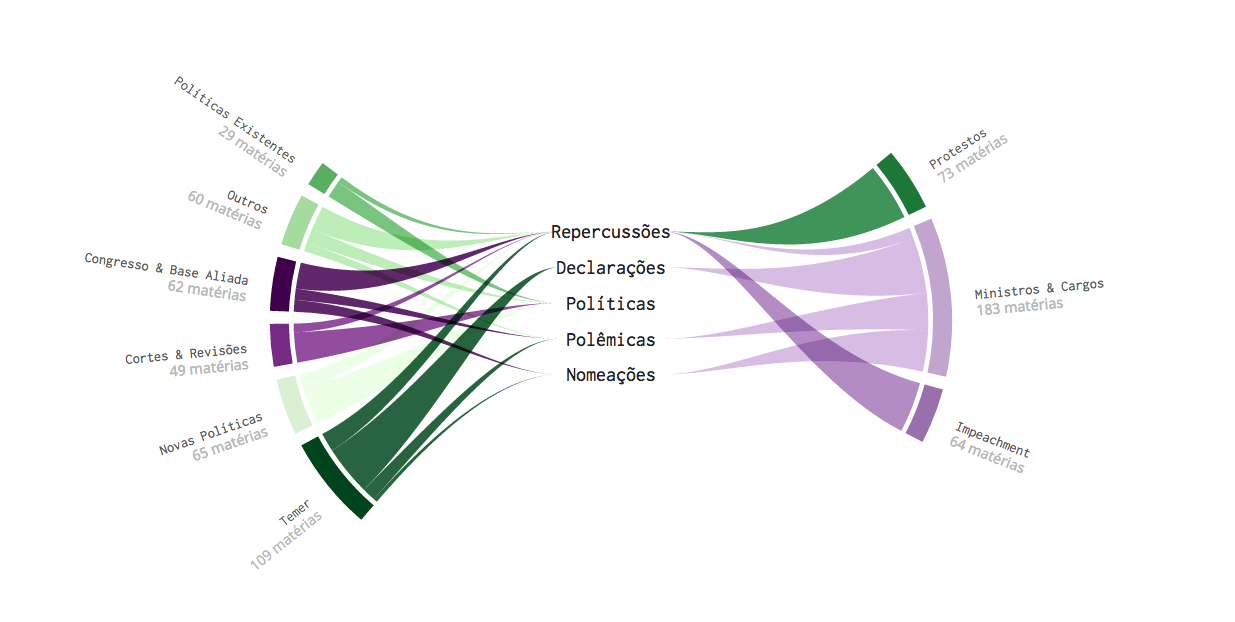 Políticas Existentes
29 matérias
Outros
60 matérias
Congresso & Base Aliada
62 matérias
Cortes & Revisões
49 matérias
Novas Políticas
65 matérias
Temer
109 matérias
Repercussões
Declarações
Políticas
Polêmicas
Nomeações
Protestos
73 matérias
Ministros & Cargos
183 matérias
Impeachment
64 matérias